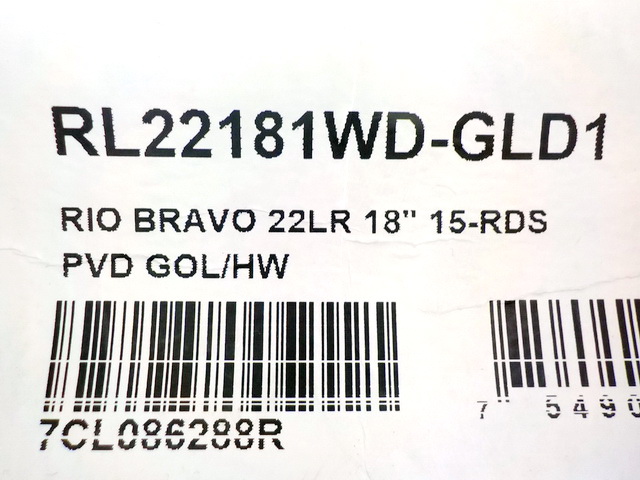 RL22181WD-GLD1
RIO BRAVO 22LR 18" 15-RDS
PVD GOL/HW
7CL086288R
7 5490